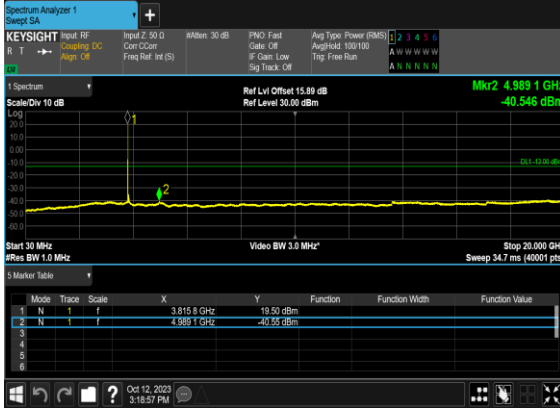 Spectrum Analyzer 1
Swept SA
+
KEYSIGHT Input: RF Input Z: 50 Ω #Atten: 30 dB PNO: Fast Avg Type: Power (RMS) 1 2 3 4 5 6
R T Coupling: DC Corr CCorr Gate: Off Avg|Hold: 100/100 A W W W W W
Align: Off Freq Ref: Int (S) IF Gain: Low Trig: Free Run
Sig Track: Off A N N N N N
1 Spectrum
Scale/Div 10 dB Ref Lvl Offset 15.89 dB Mkr2 4.989 1 GHz
Ref Level 30.00 dBm -40.546 dBm
Log
20.0
10.0
0.00
-10.0
DL1 -13.00 dBm
-20.0
-30.0
-40.0
-50.0
-60.0
1
2
Start 30 MHz Video BW 3.0 MHz* Stop 20.000 GHz
#Res BW 1.0 MHz Sweep 34.7 ms (40001 pts)
5 Marker Table
Mode Trace Scale X Y Function Function Width Function Value
1 N 1 f 3.815 8 GHz 19.50 dBm
2 N 1 f 4.989 1 GHz -40.55 dBm
3
4
5
6
? Oct 12, 2023
3:18:57 PM